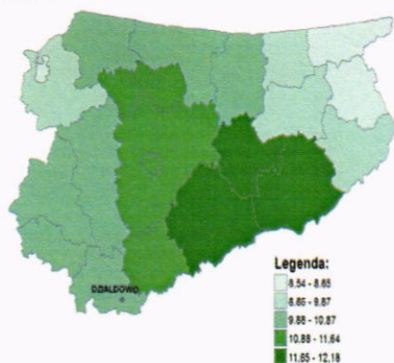 DZIAŁDOWO
Legenda:
8.54 - 8.85
8.86 - 9.87
9.88 - 10.87
10.88 - 11.64
11.65 - 12.18